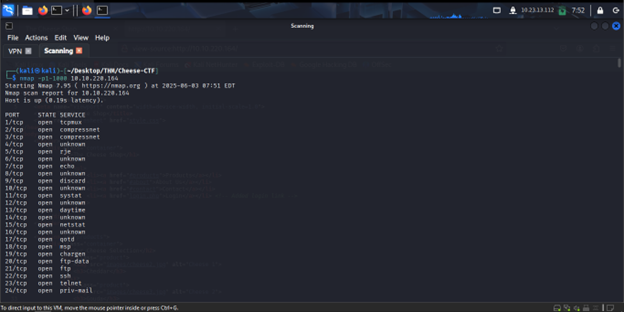 Scanning
10.23.13.112
7:52
File Actions Edit View Help
VPN Scanning
(kali@kali)-[~/Desktop/THR/Cheese-CTF]
nmap -p1-1000 10.10.220.164
Starting Nmap 7.95 ( https://nmap.org ) at 2025-06-03 07:51 EDT
Nmap scan report for 10.10.220.164
Host is up (0.19s latency).
PORT STATE SERVICE
1/tcp open tcpmux
2/tcp open compressnet
3/tcp open compressnet
4/tcp open unknown
5/tcp open rje
6/tcp open unknown
7/tcp open echo
8/tcp open unknown
9/tcp open discard
10/tcp open unknown
11/tcp open systat
12/tcp open unknown
13/tcp open daytime
14/tcp open unknown
15/tcp open netstat
16/tcp open unknown
17/tcp open qotd
18/tcp open msp
19/tcp open chargen
20/tcp open ftp-data
21/tcp open ftp
22/tcp open ssh
23/tcp open telnet
24/tcp open priv-mail
To direct input to this VM, move the mouse pointer inside or press Ctrl+G.